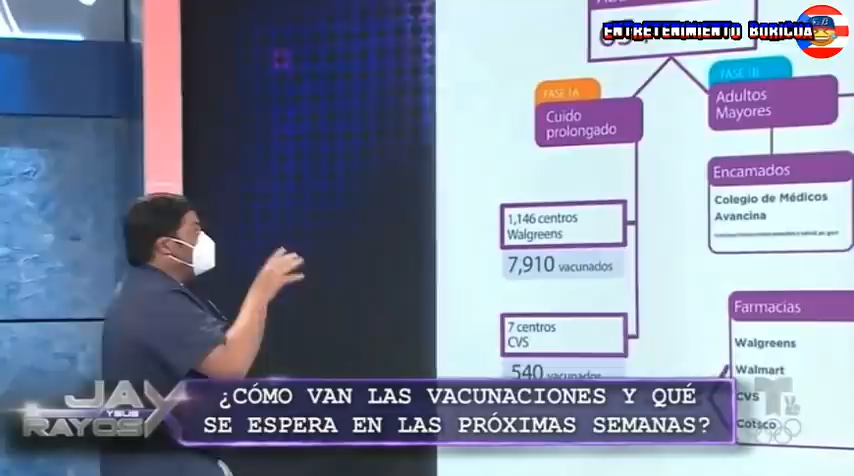 ENTRETENIMIENTO BORICUA
FASE 1A
Cuido
prolongado
FASE 1B
Adultos
Mayores
Encamados
Colegio de Médicos
Avancina
1,146 centros
Walgreens
7,910 vacunados
7 centros
CVS
540 vacunados
Farmacias
Walgreens
Walmart
CVS
Cotsco
JAY
Y SUS
RAYOS X
¿CÓMO VAN LAS VACUNACIONES Y QUÉ
SE ESPERA EN LAS PRÓXIMAS SEMANAS?